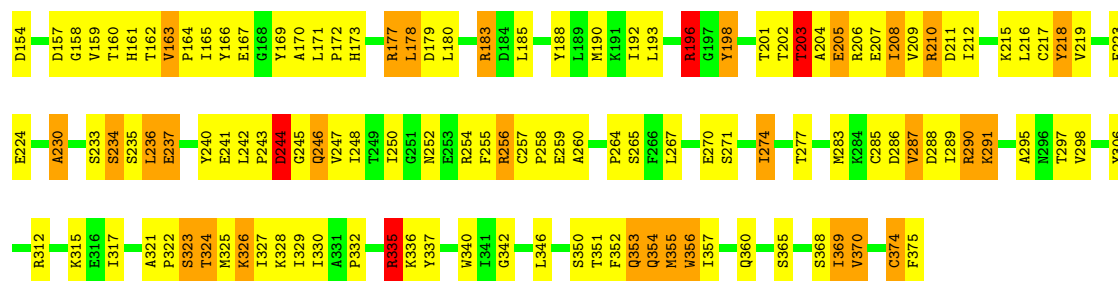 D154 D157 G158 V159 T160 H161 T162 V163 P164 I165 Y166 E167 G168 Y169 A170 L171 P172 H173 R177 L178 D179 L180 R183 D184 L185 Y188 L189 M190 K191 I192 L193 R196 G197 Y198 T201 T202 T203 A204 E205 R206 E207 I208 V209 R210 D211 I212 K215 L216 C217 Y218 V219
E224 A230 S233 S234 S235 L236 E237 Y240 E241 L242 P243 D244 G245 Q246 V247 I248 T249 I250 G251 N252 E253 R254 F255 R256 C257 P258 E259 A260 P264 S265 F266 L267 E270 S271 I274 T277 M283 K284 C285 D286 V287 D288 I289 R290 K291 A295 N296 T297 V298
R312 K315 E316 I317 A321 P322 S323 T324 M325 K326 I327 K328 I329 I330 A331 P332 R335 K336 Y337 W340 I341 G342 L346 S350 T351 F352 Q353 Q354 M355 W356 I357 Q360 S365 S368 I369 V370 C374 F375